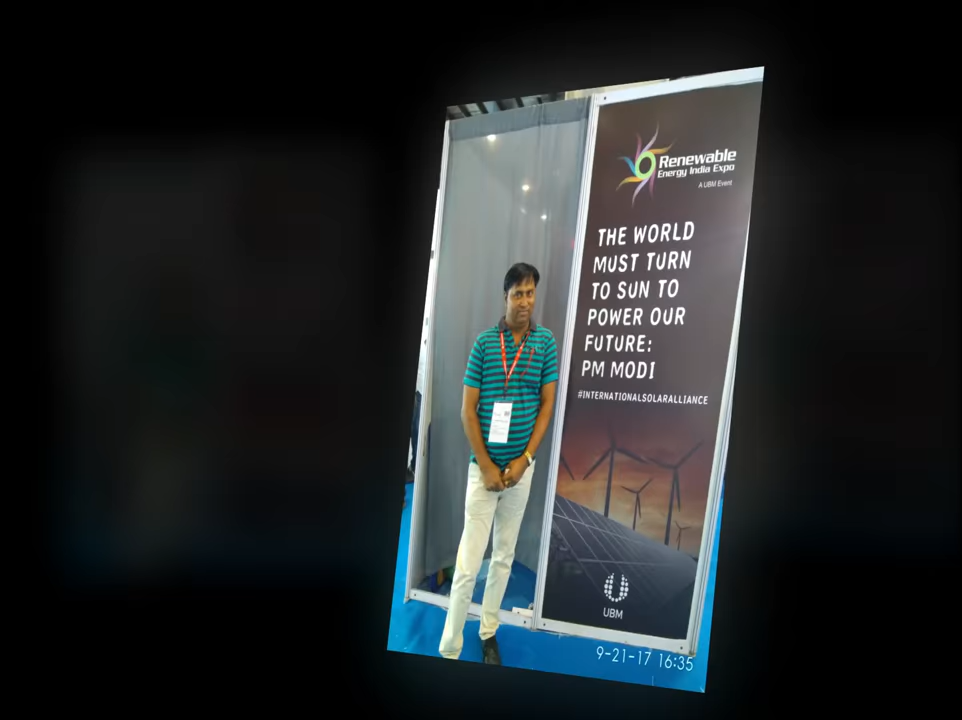 Renewable
Energy India Expo
A UBM Event
THE WORLD
MUST TURN
TO SUN TO
POWER OUR
FUTURE:
PM MODI
#INTERNATIONALSOLARALLIANCE
UBM
9-21-17 16:35